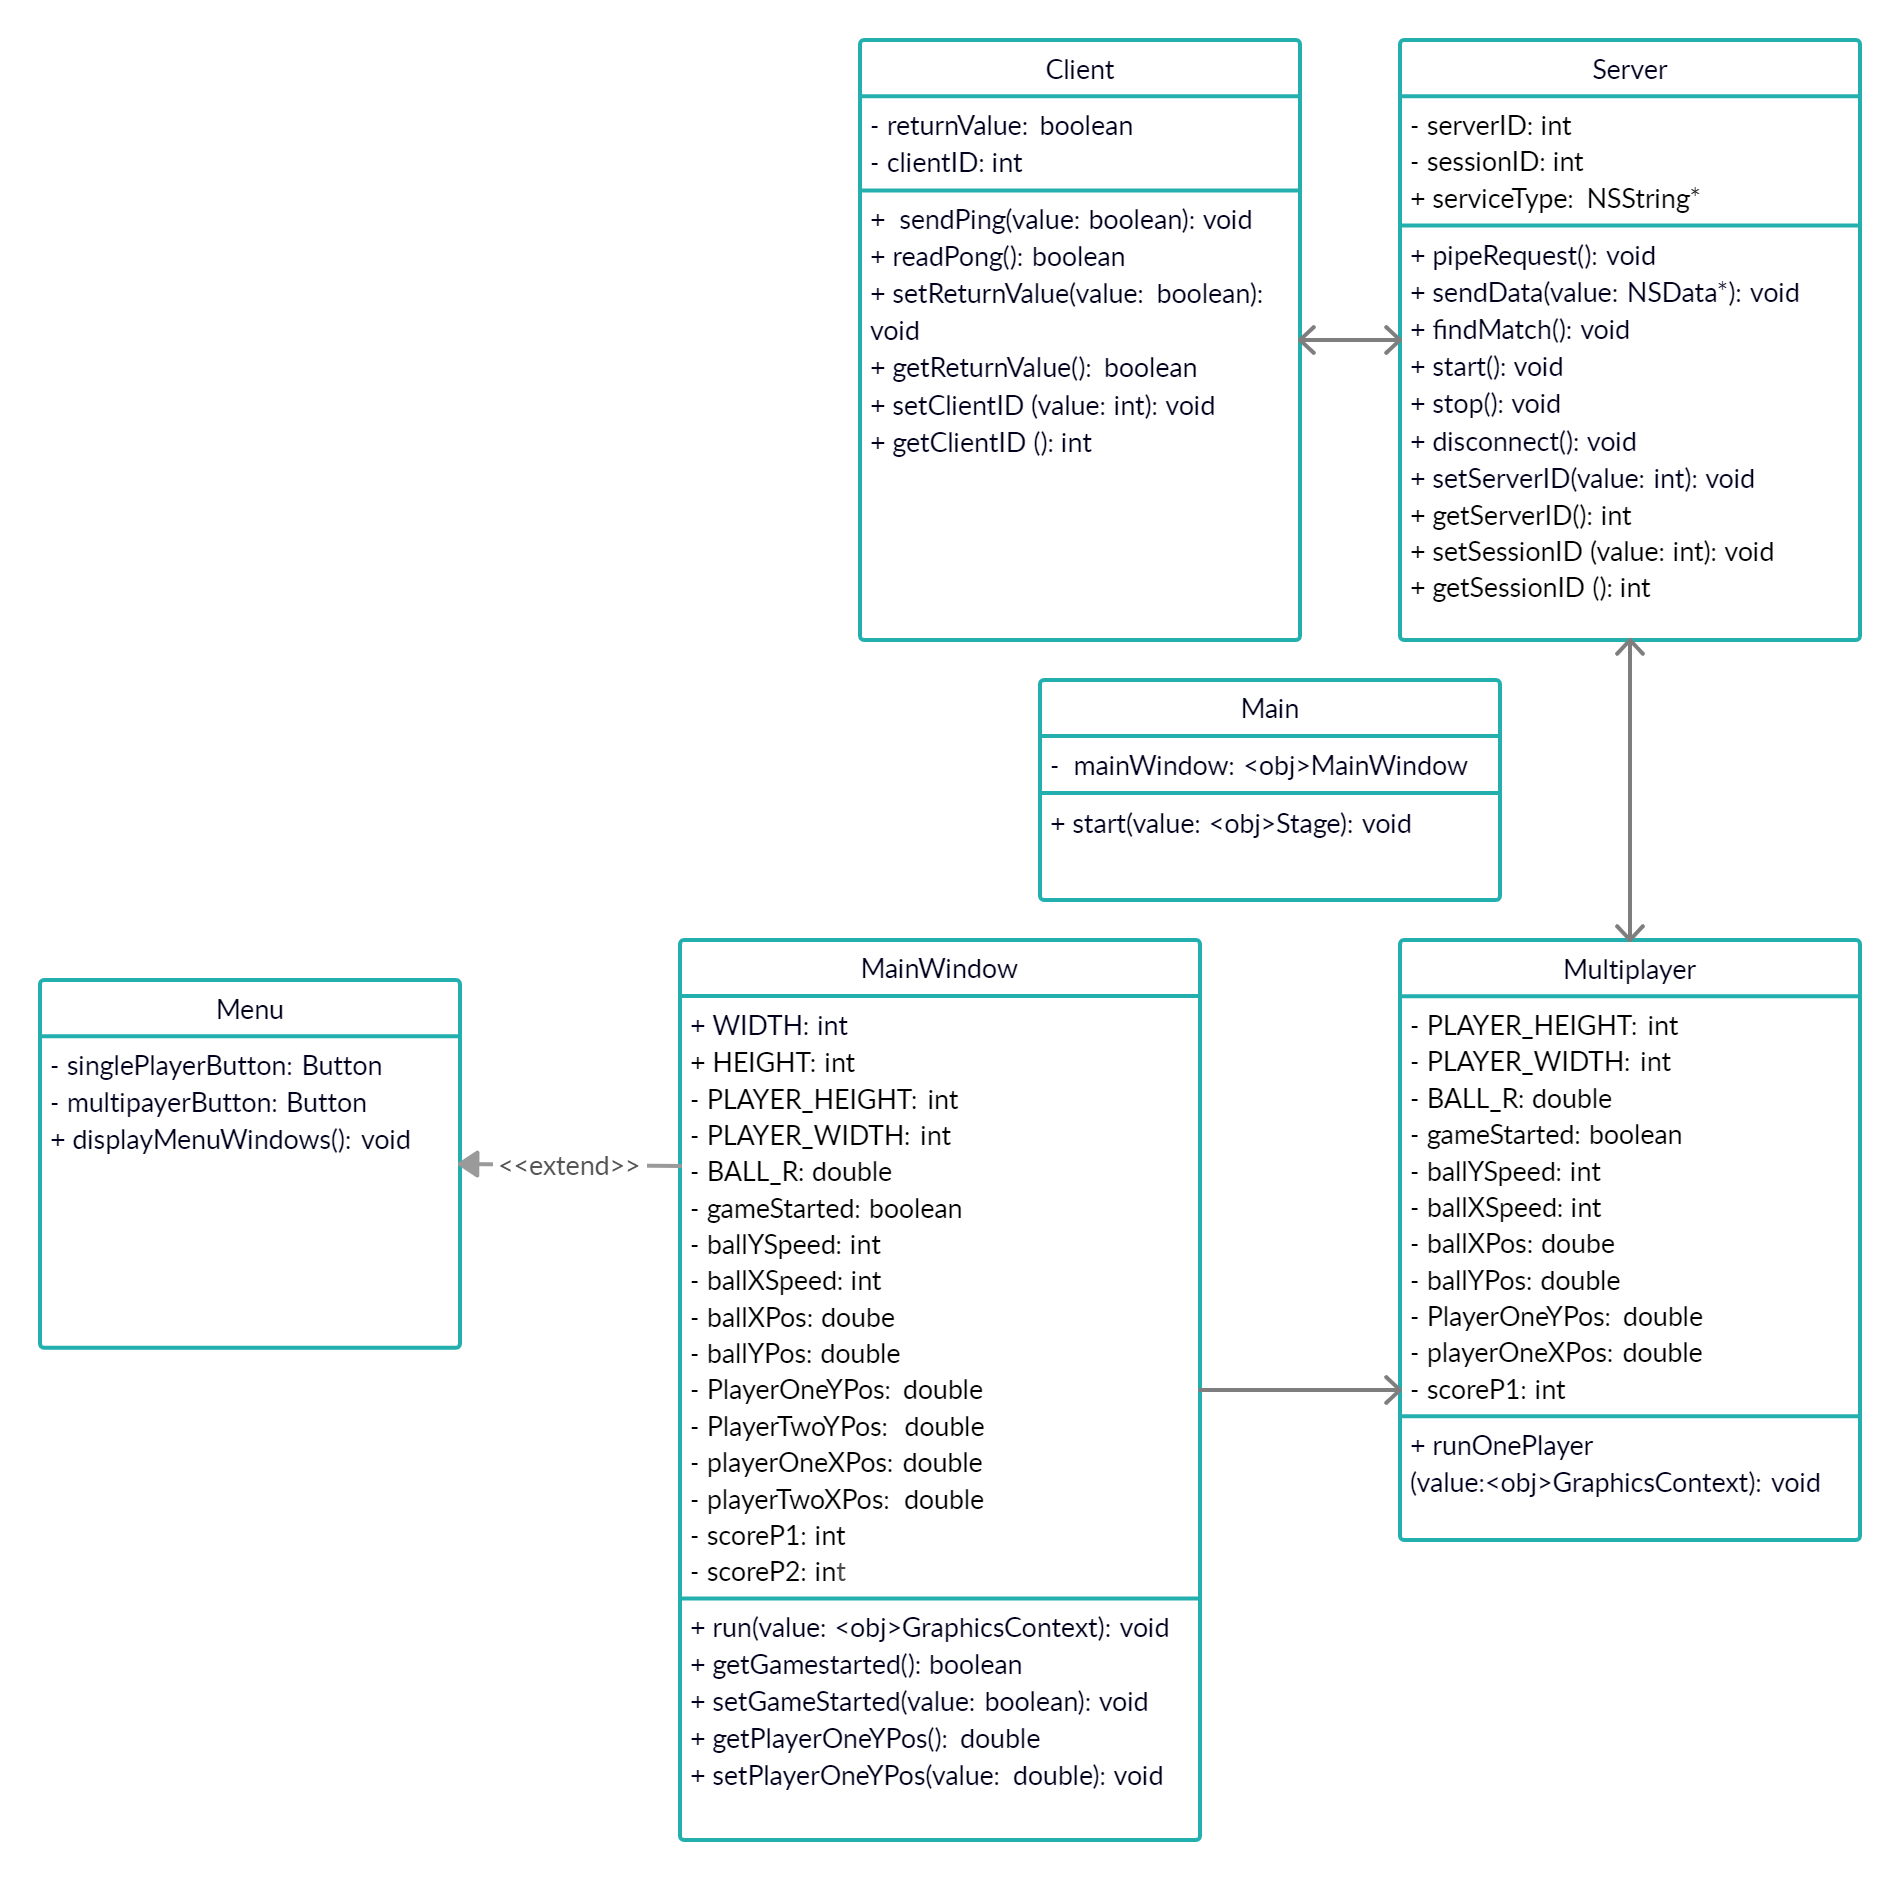 Client
- returnValue: boolean
- clientID: int
+ sendPing(value: boolean): void
+ readPong(): boolean
+ setReturnValue(value: boolean):
void
+ getReturnValue(): boolean
+ setClientID (value: int): void
+ getClientID (): int
Server
- serverID: int
- sessionID: int
+ serviceType: NSString*
+ pipeRequest(): void
+ sendData(value: NSData*): void
+ findMatch(): void
+ start(): void
+ stop(): void
+ disconnect(): void
+ setServerID(value: int): void
+ getServerID(): int
+ setSessionID (value: int): void
+ getSessionID (): int
Main
- mainWindow: <obj>MainWindow
+ start(value: <obj>Stage): void
Menu
- singlePlayerButton: Button
- multipayerButton: Button
+ displayMenuWindows(): void
<<extend>>
MainWindow
+ WIDTH: int
+ HEIGHT: int
- PLAYER_HEIGHT: int
- PLAYER_WIDTH: int
- BALL_R: double
- gameStarted: boolean
- ballYSpeed: int
- ballXSpeed: int
- ballXPos: doube
- ballYPos: double
- PlayerOneYPos: double
- PlayerTwoYPos: double
- playerOneXPos: double
- playerTwoXPos: double
- scoreP1: int
- scoreP2: int
+ run(value: <obj>GraphicsContext): void
+ getGamestarted(): boolean
+ setGameStarted(value: boolean): void
+ getPlayerOneYPos(): double
+ setPlayerOneYPos(value: double): void
Multiplayer
- PLAYER_HEIGHT: int
- PLAYER_WIDTH: int
- BALL_R: double
- gameStarted: boolean
- ballYSpeed: int
- ballXSpeed: int
- ballXPos: doube
- ballYPos: double
- PlayerOneYPos: double
- playerOneXPos: double
- scoreP1: int
+ runOnePlayer
(value:<obj>GraphicsContext): void